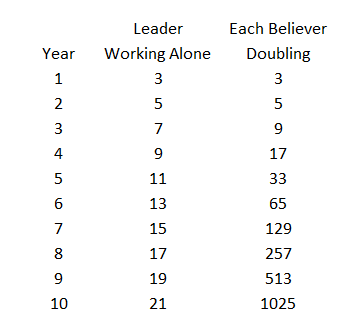 Leader Each Believer
Year Working Alone Doubling
1 3 3
2 5 5
3 7 9
4 9 17
5 11 33
6 13 65
7 15 129
8 17 257
9 19 513
10 21 1025